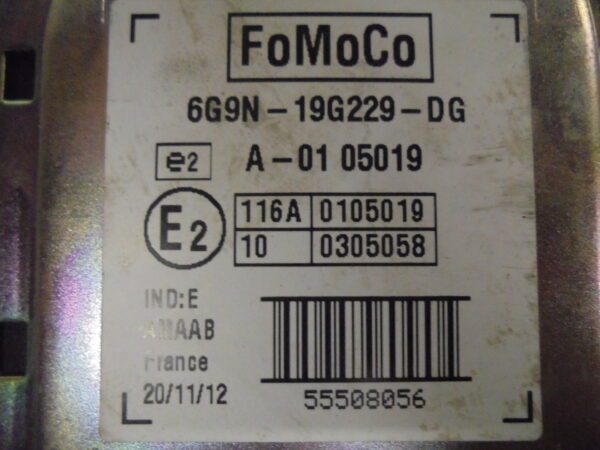 FoMoCo
6G9N-19G229-DG
e2 A-01 05019
E2
116A 0105019
10 0305058
IND:E
AMAAB
France
20/11/12
55508056